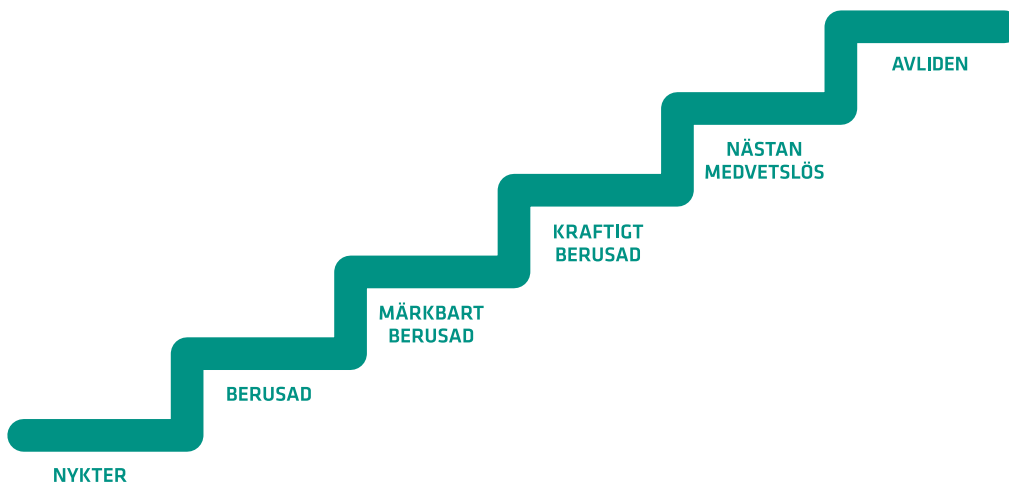 AVLIDEN
NÄSTAN
MEDVETSLÖS
KRAFTIGT
BERUSAD
MÄRKBART
BERUSAD
BERUSAD
NYKTER